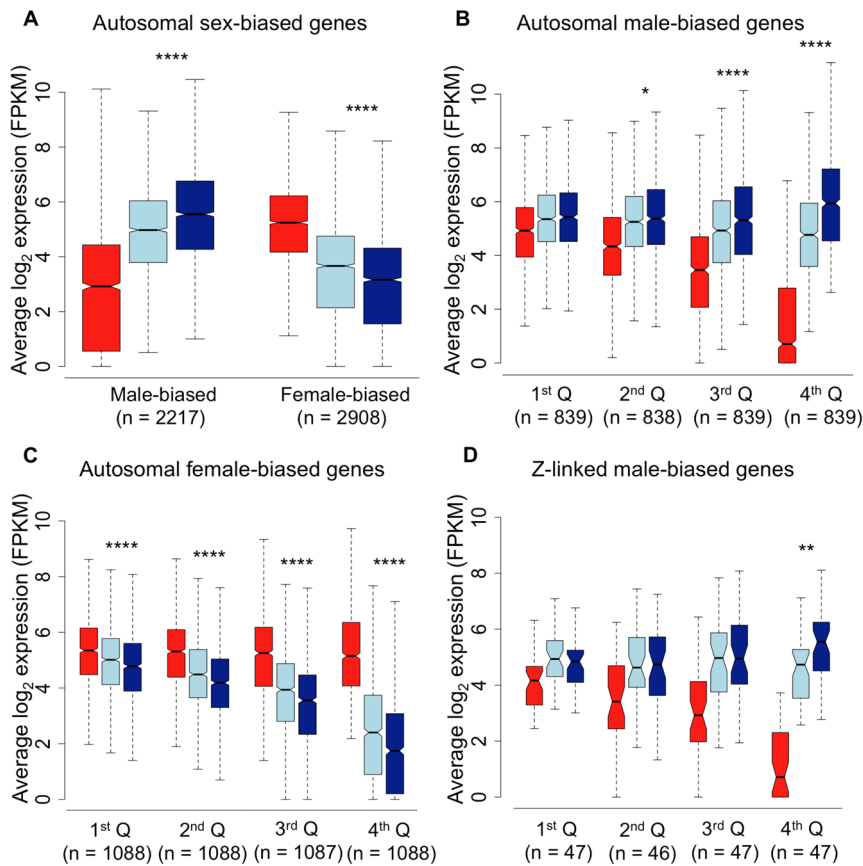 A Autosomal sex-biased genes
Average log₂ expression (FPKM)
0 2 4 6 8 10
**** ****
Male-biased Female-biased
(n = 2217) (n = 2908)
B Autosomal male-biased genes
Average log₂ expression (FPKM)
0 2 4 6 8 10
* **** ****
1ˢᵗ Q 2ⁿᵈ Q 3ʳᵈ Q 4ᵗʰ Q
(n = 839) (n = 838) (n = 839) (n = 839)
C Autosomal female-biased genes
Average log₂ expression (FPKM)
0 2 4 6 8 10
**** **** **** ****
1ˢᵗ Q 2ⁿᵈ Q 3ʳᵈ Q 4ᵗʰ Q
(n = 1088) (n = 1088) (n = 1087) (n = 1088)
D Z-linked male-biased genes
Average log₂ expression (FPKM)
0 2 4 6 8 10
**
1ˢᵗ Q 2ⁿᵈ Q 3ʳᵈ Q 4ᵗʰ Q
(n = 47) (n = 46) (n = 47) (n = 47)